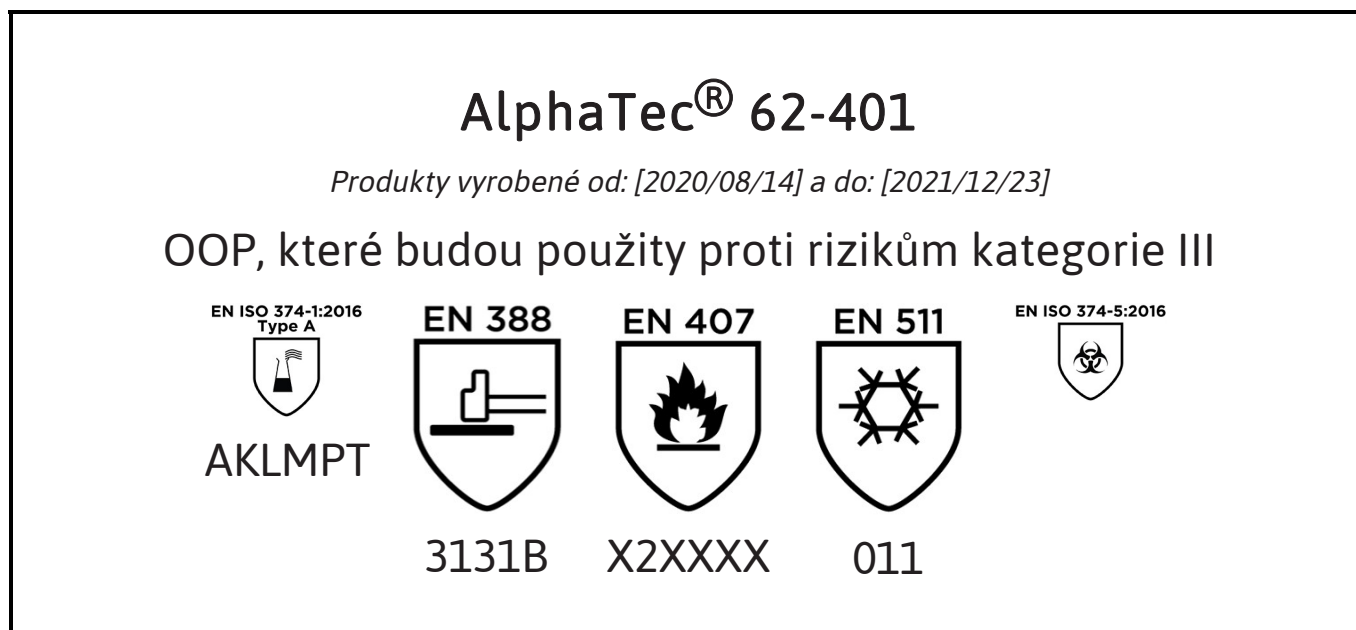 AlphaTec® 62-401
Produkty vyrobené od: [2020/08/14] a do: [2021/12/23]
OOP, které budou použity proti rizikům kategorie III
EN ISO 374-1:2016
Type A
AKLMPT
EN 388
3131B
EN 407
X2XXXX
EN 511
011
EN ISO 374-5:2016